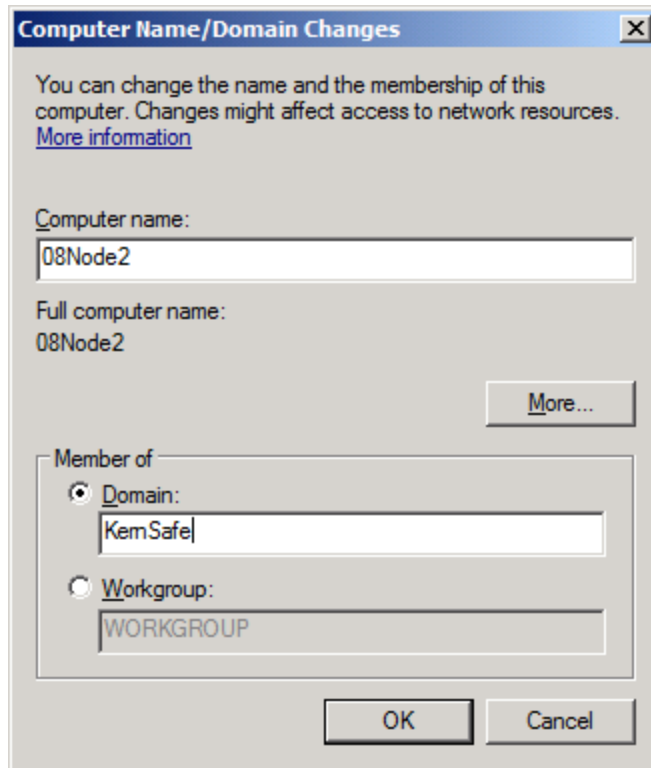 Computer Name/Domain Changes
You can change the name and the membership of this
computer. Changes might affect access to network resources.
More information
Computer name:
08Node2
Full computer name:
08Node2
More...
Member of
Domain:
KernSafe
Workgroup:
WORKGROUP
OK
Cancel